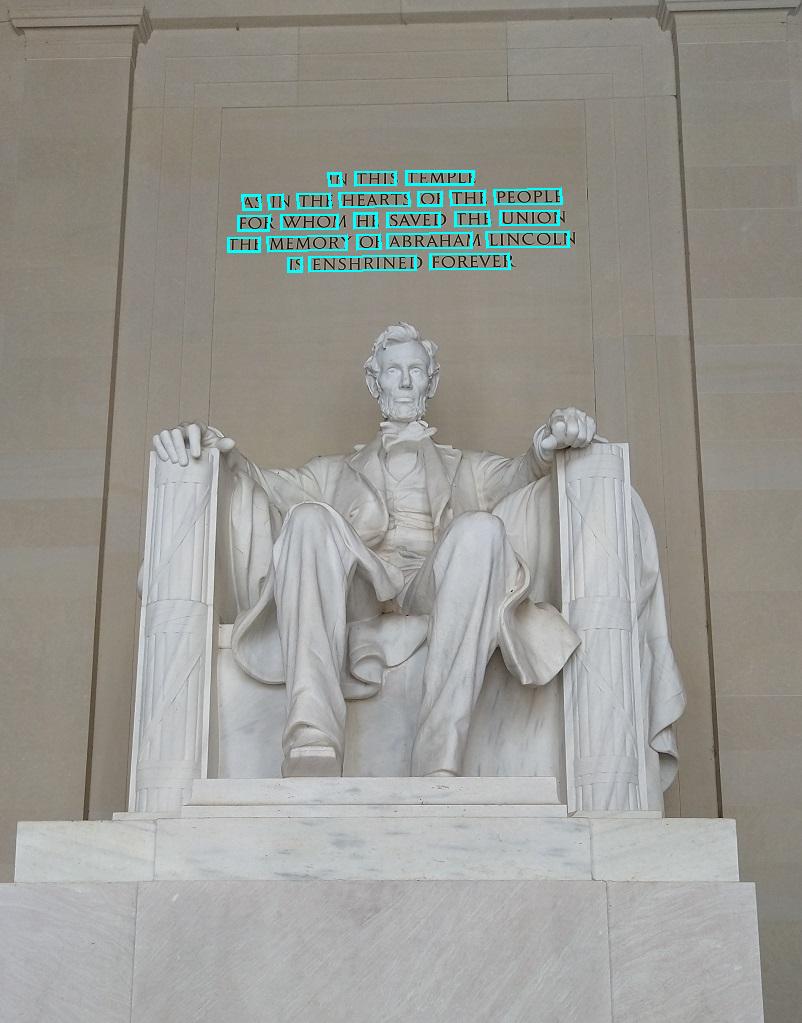 IN THIS TEMPLE
AS IN THE HEARTS OF THE PEOPLE
FOR WHOM HE SAVED THE UNION
THE MEMORY OF ABRAHAM LINCOLN
IS ENSHRINED FOREVER